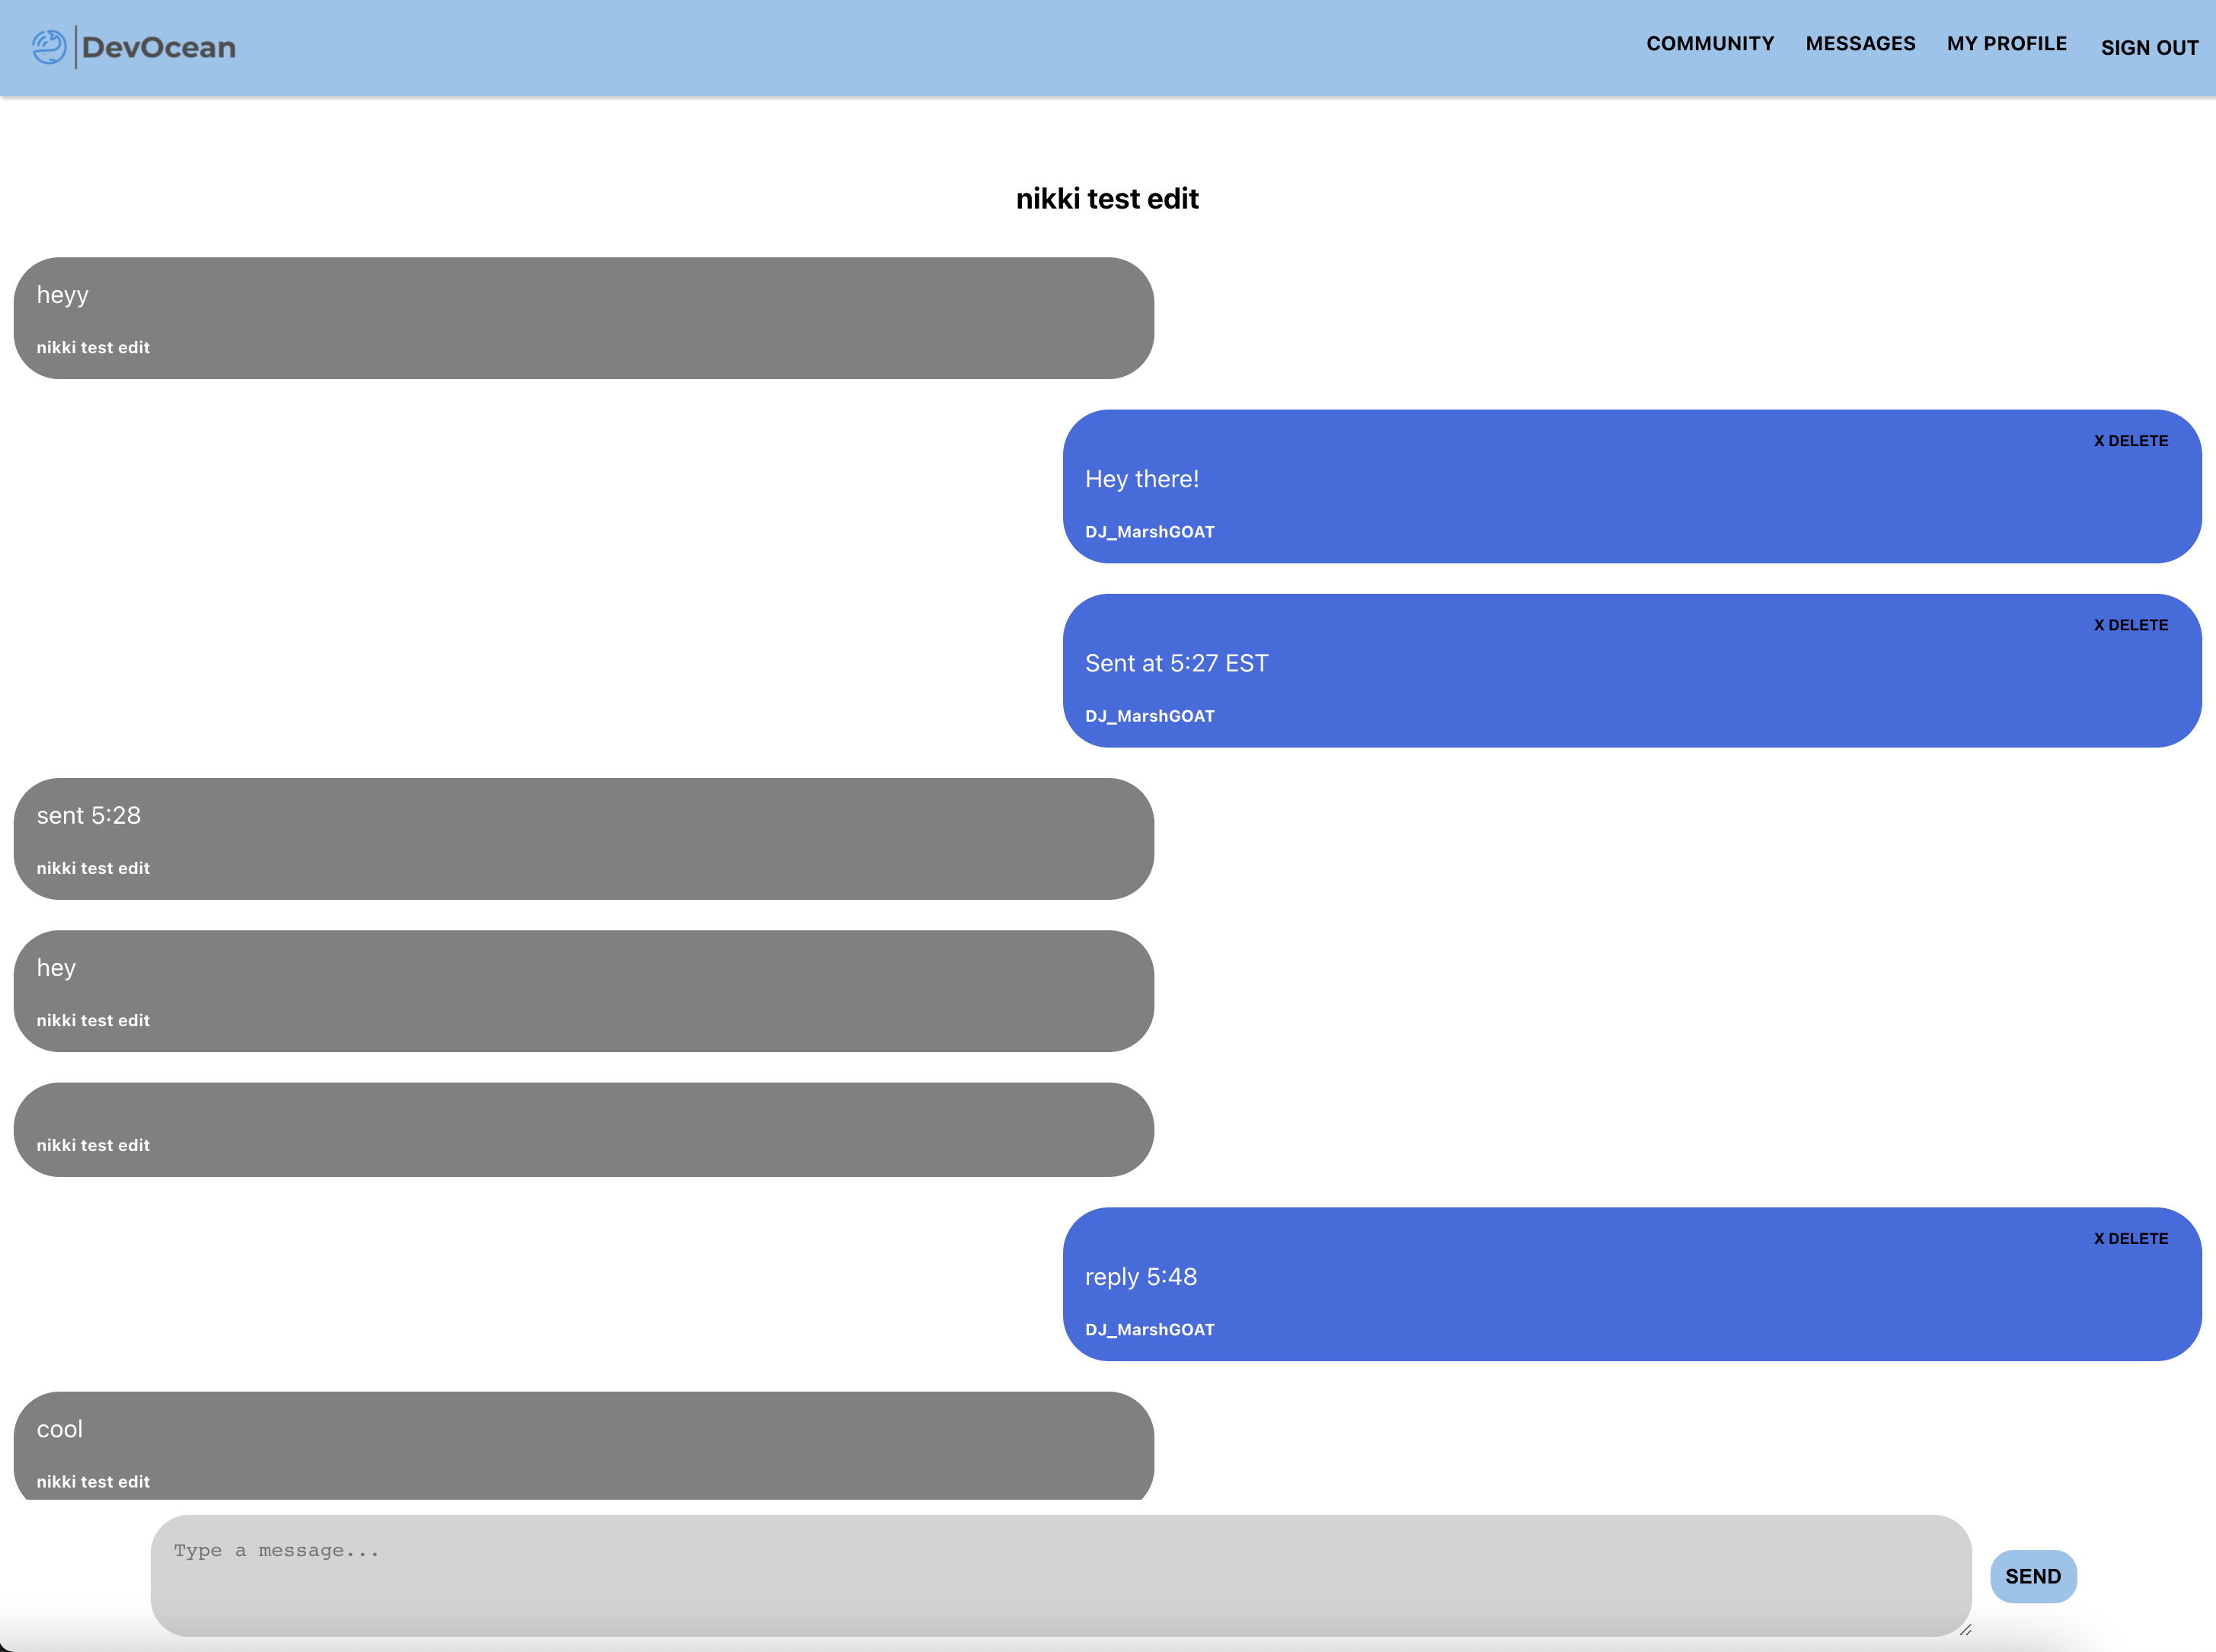 DevOcean
COMMUNITY MESSAGES MY PROFILE SIGN OUT
nikki test edit
heyy
nikki test edit
X DELETE
Hey there!
DJ_MarshGOAT
X DELETE
Sent at 5:27 EST
DJ_MarshGOAT
sent 5:28
nikki test edit
hey
nikki test edit
nikki test edit
X DELETE
reply 5:48
DJ_MarshGOAT
cool
nikki test edit
Type a message...
SEND